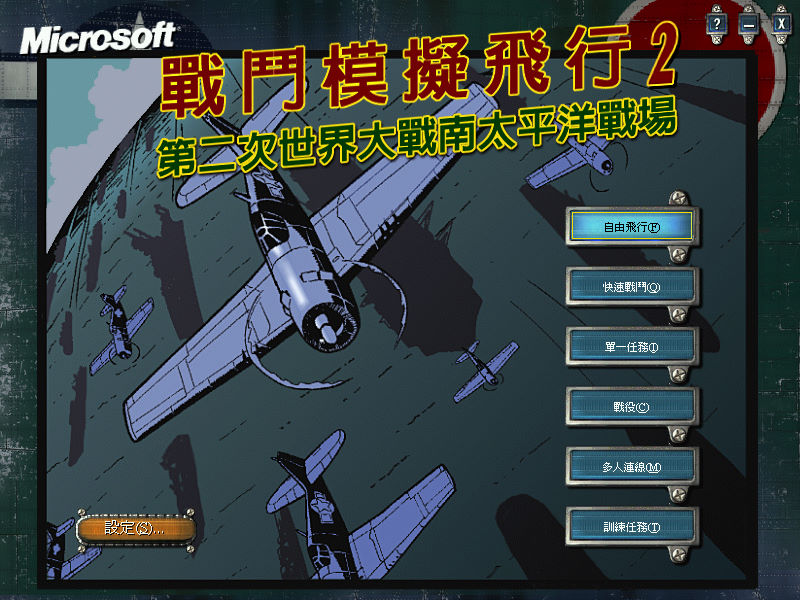 Microsoft
? — X
戰鬥模擬飛行2
第二次世界大戰南太平洋戰場
自由飛行(F)
快速戰鬥(Q)
單一任務(I)
戰役(C)
多人連線(M)
訓練任務(T)
設定(S)...